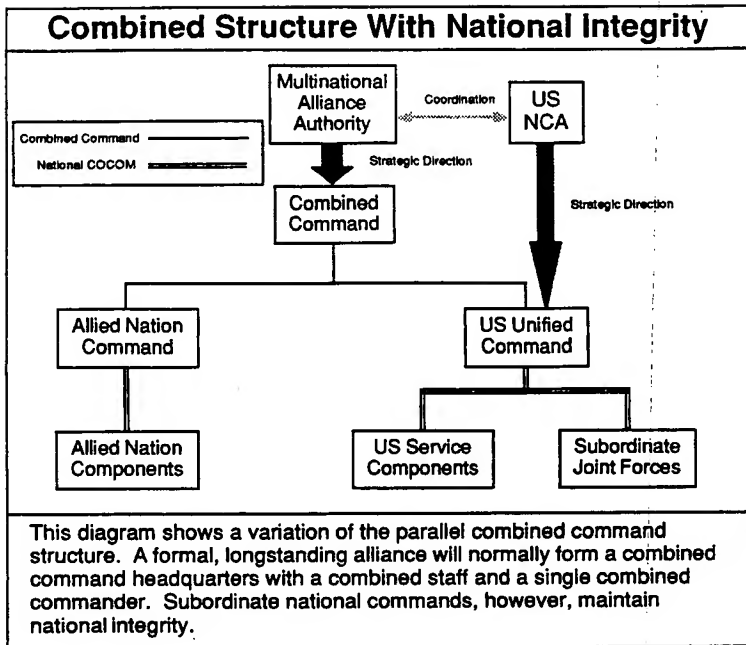 Combined Structure With National Integrity
Multinational
Alliance
Authority
Coordination
US
NCA
Combined Command
National COCOM
Strategic Direction
Strategic Direction
Combined
Command
Allied Nation
Command
US Unified
Command
Allied Nation
Components
US Service
Components
Subordinate
Joint Forces
This diagram shows a variation of the parallel combined command
structure. A formal, longstanding alliance will normally form a combined
command headquarters with a combined staff and a single combined
commander. Subordinate national commands, however, maintain
national integrity.